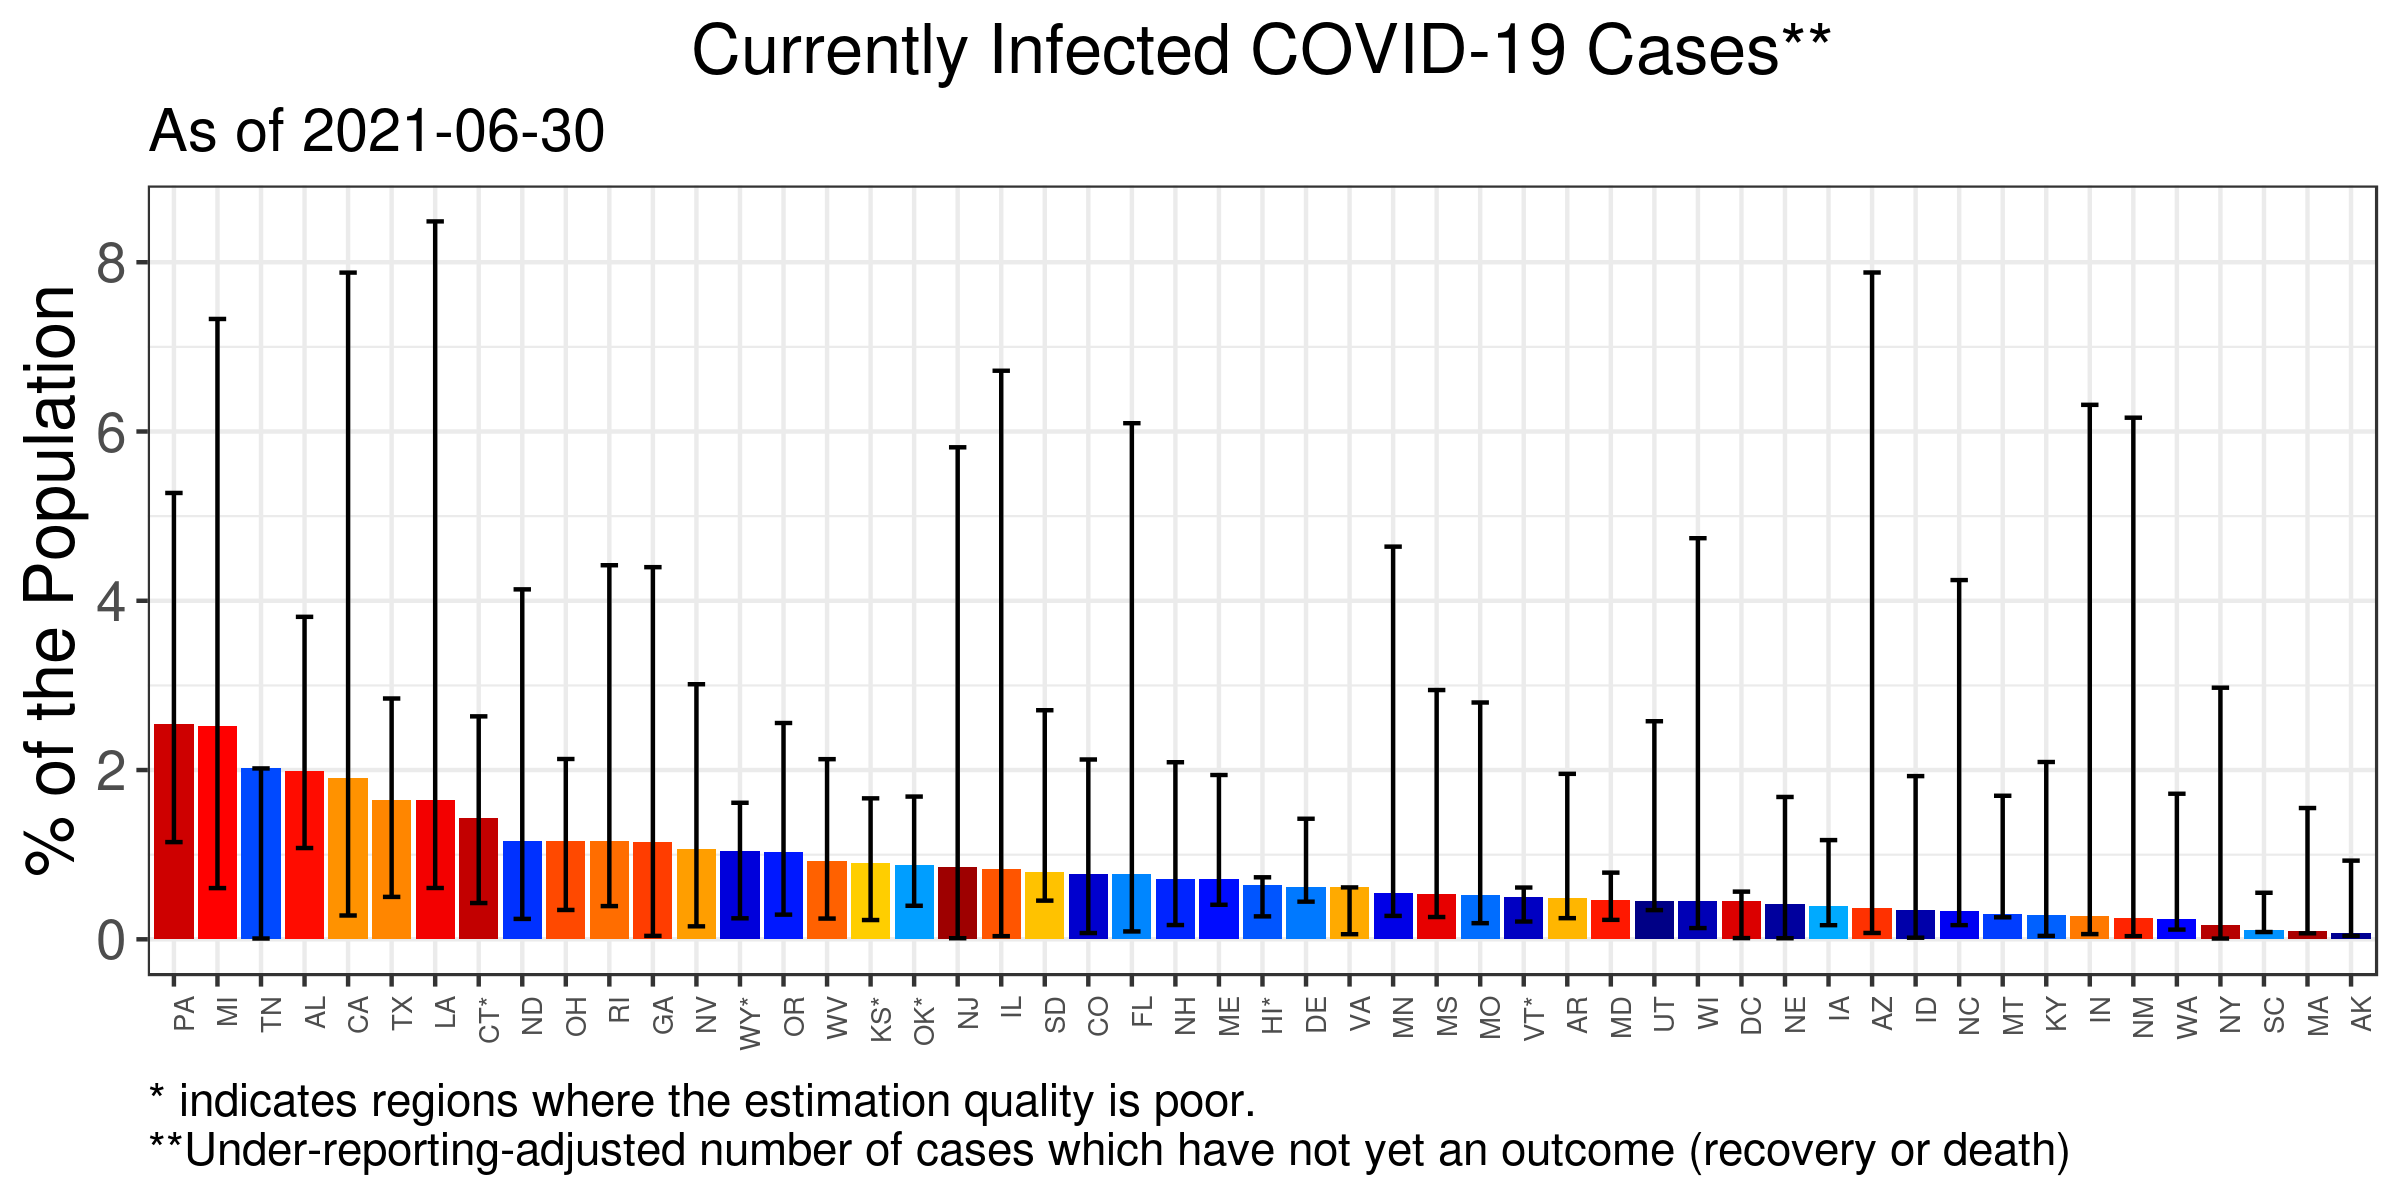 Currently Infected COVID-19 Cases**
As of 2021-06-30
% of the Population
8
6
4
2
0
PA MI TN AL CA TX LA CT* ND OH RI GA NV WY* OR WV KS* OK* NJ IL SD CO FL NH ME HI* DE VA MN MS MO VT* AR MD UT WI DC NE IA AZ ID NC MT KY IN NM WA NY SC MA AK
* indicates regions where the estimation quality is poor.
**Under-reporting-adjusted number of cases which have not yet an outcome (recovery or death)